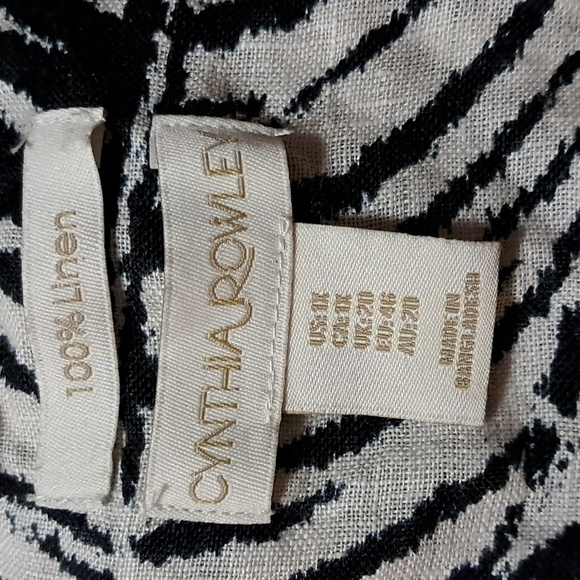 100% Linen
CYNTHIA ROWLEY
US:1X
CA:1X
UK:20
EU:46
AU:20
MADE IN
BANGLADESH